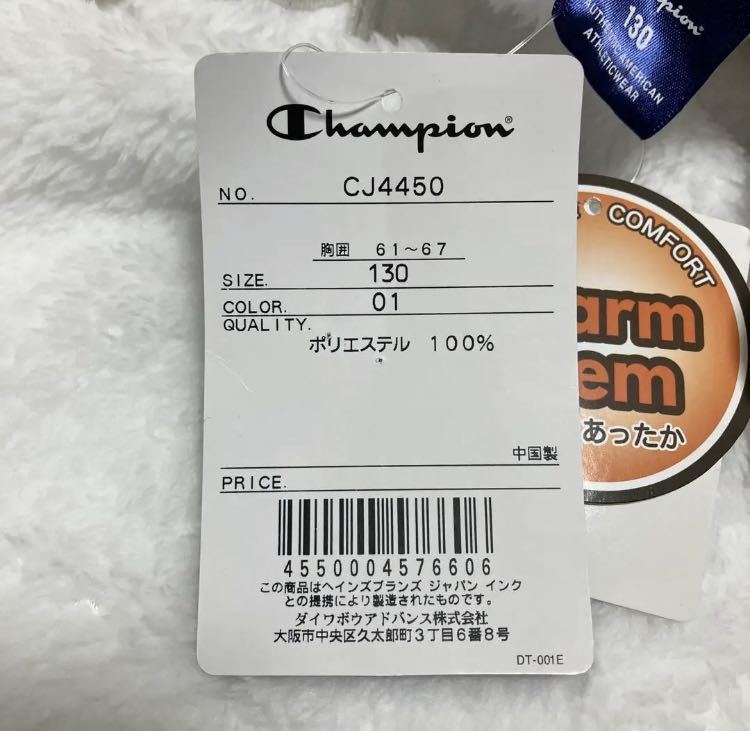 Champion®
NO. CJ4450
胸囲 61～67
SIZE. 130
COLOR. 01
QUALITY.
ポリエステル 100%
中国製
PRICE.
4550004576606
この商品はヘインズブランズ ジャパン インク
との提携により製造されたものです。
ダイワボウアドバンス株式会社
大阪市中央区久太郎町3丁目6番8号
DT-001E
130
AUTHENTIC AMERICAN
ATHLETICWEAR
COMFORT
arm
em
あったか